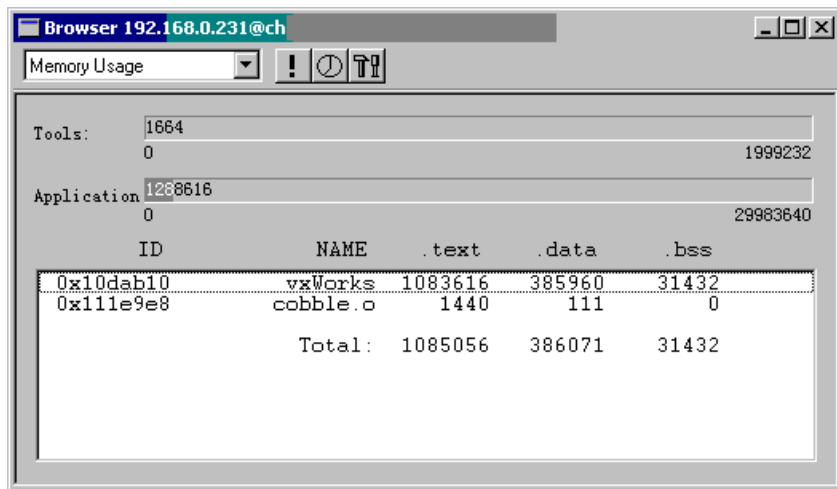 Browser 192.168.0.231@ch
Memory Usage
Tools: 1664
0 1999232
Application 1288616
0 29983640
ID NAME .text .data .bss
0x10dab10 vxWorks 1083616 385960 31432
0x111e9e8 cobble.o 1440 111 0
Total: 1085056 386071 31432